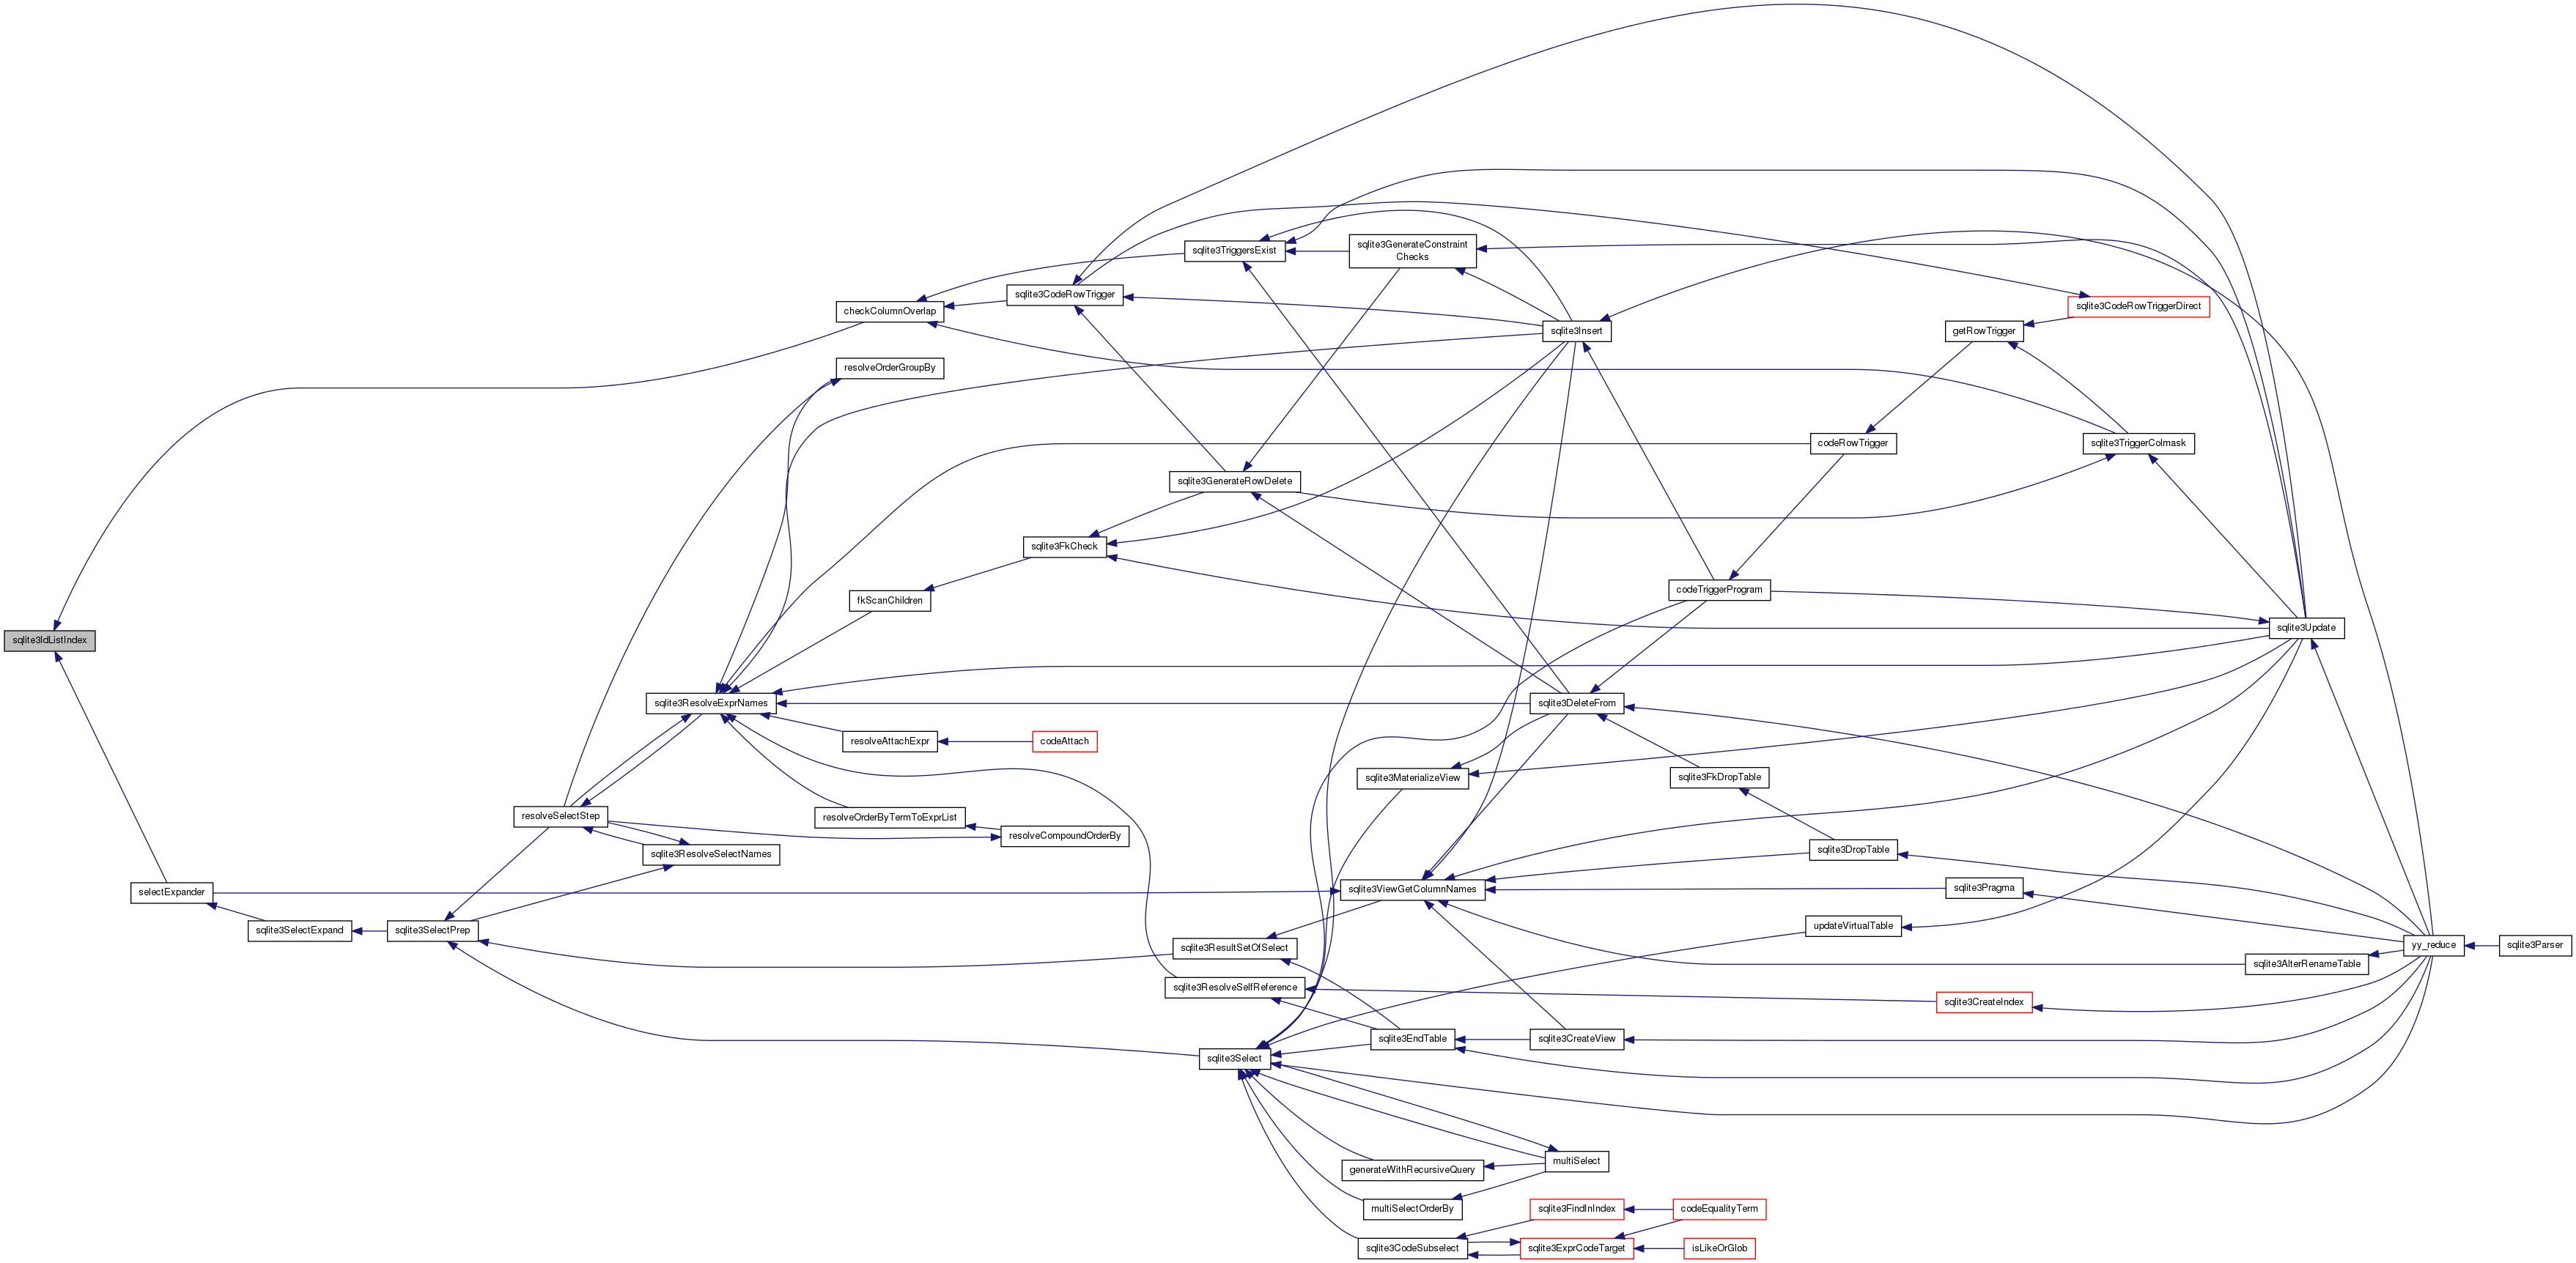 sqlite3TriggersExist
sqlite3GenerateConstraint
Checks
sqlite3CodeRowTrigger
sqlite3CodeRowTriggerDirect
checkColumnOverlap
sqlite3Insert
getRowTrigger
resolveOrderGroupBy
codeRowTrigger
sqlite3TriggerColmask
sqlite3GenerateRowDelete
sqlite3FkCheck
codeTriggerProgram
fkScanChildren
sqlite3Update
sqlite3IdListIndex
sqlite3ResolveExprNames
sqlite3DeleteFrom
resolveAttachExpr
codeAttach
sqlite3MaterializeView
sqlite3FkDropTable
resolveSelectStep
resolveOrderByTermToExprList
resolveCompoundOrderBy
sqlite3DropTable
sqlite3ResolveSelectNames
selectExpander
sqlite3ViewGetColumnNames
sqlite3Pragma
sqlite3SelectExpand
sqlite3SelectPrep
updateVirtualTable
sqlite3ResultSetOfSelect
yy_reduce
sqlite3Parser
sqlite3AlterRenameTable
sqlite3ResolveSelfReference
sqlite3CreateIndex
sqlite3EndTable
sqlite3CreateView
sqlite3Select
generateWithRecursiveQuery
multiSelect
multiSelectOrderBy
sqlite3FindInIndex
codeEqualityTerm
sqlite3CodeSubselect
sqlite3ExprCodeTarget
isLikeOrGlob